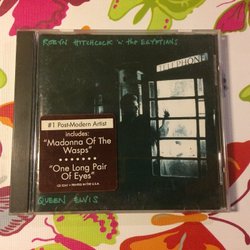 ROBYN HITCHCOCK 'N' THE EGYPTIANS
TELEPHONE
#1 Post-Modern Artist
includes:
"Madonna Of The
Wasps"
"One Long Pair
Of Eyes"
QUEEN ELVIS